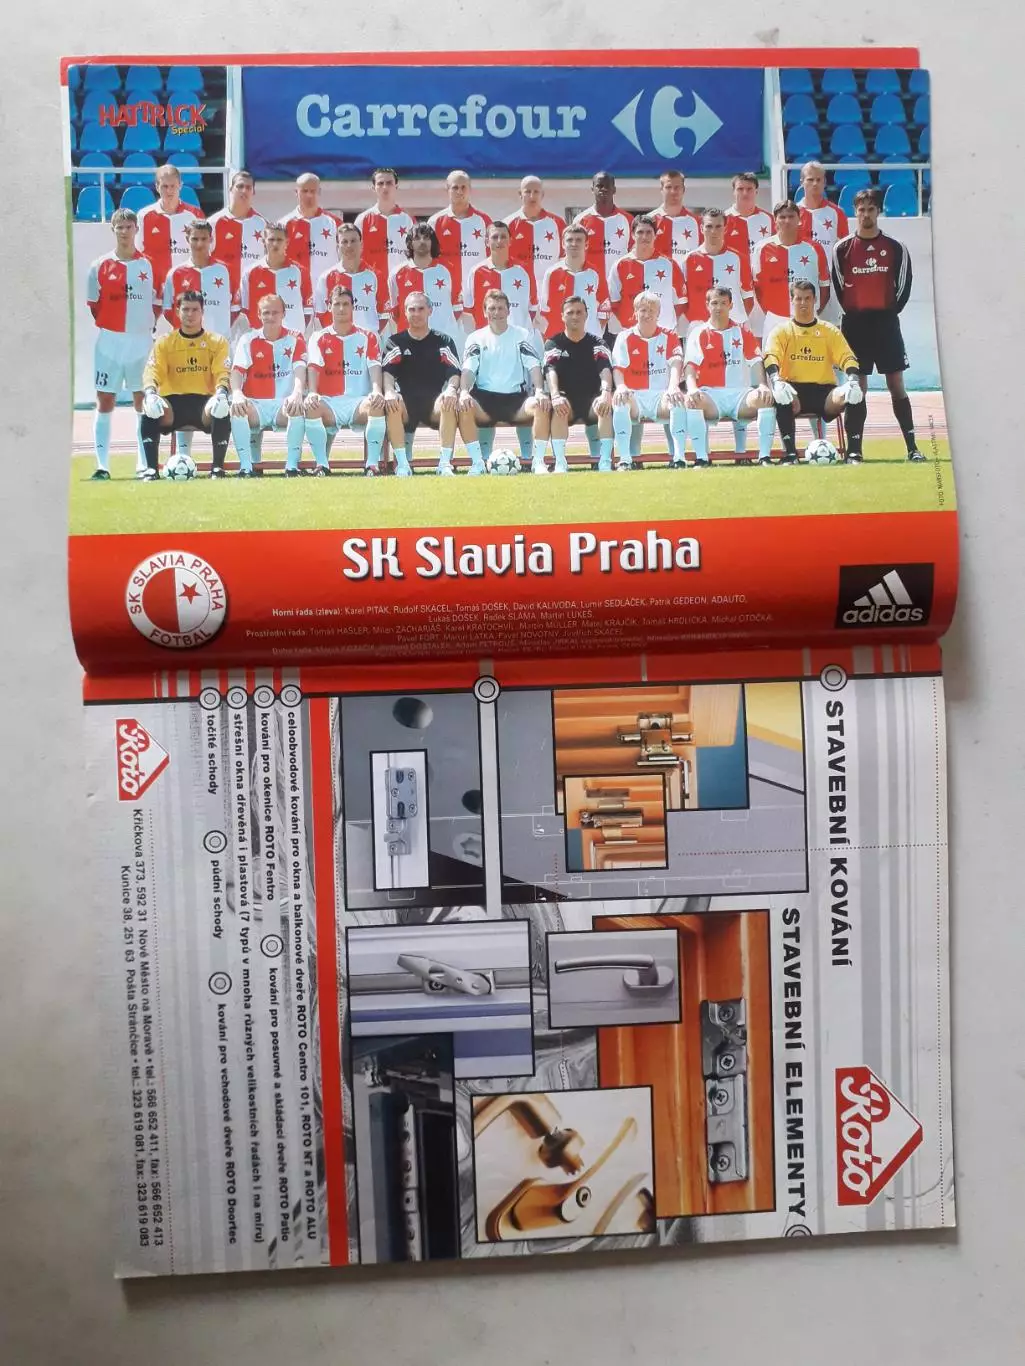 HATTRICK
Special
Carrefour
SK Slavia Praha
SK SLAVIA PRAHA
FOTBAL
adidas
Horní řada (zleva): Karel PITÁK, Rudolf SKÁCEL, Tomáš DOŠEK, David KALIVODA, Lumír SEDLÁČEK, Patrik GEDEON, ADAUTO,
Lukáš DOŠEK, Radek SLÁMA, Martin LUKEŠ
Prostřední řada: Tomáš HAŠLER, Milan ZACHARIÁŠ, Karel KRATOCHVÍL, Martin MÜLLER, Matej KRAJČÍK, Tomáš HRDLIČKA, Michal OTOČKA,
Pavel FOŘT, Martin LATKA, Pavel NOVOTNÝ, Jindřich SKÁCEL
STAVEBNÍ KOVÁNÍ
STAVEBNÍ ELEMENTY
Roto
celoobvodové kování pro okna a balkonové dveře ROTO Centro 101, ROTO NT a ROTO ALU
kování pro okenice ROTO Fentro
kování pro posuvné a skládací dveře ROTO Patio
střešní okna dřevěná i plastová (7 typů v mnoha různých velikostních řadách i na míru)
točité schody
půdní schody
kování pro vchodové dveře ROTO Doortec
Roto
Křičkova 373, 592 31 Nové Město na Moravě • tel.: 566 652 411, fax: 566 652 413
Kunice 38, 251 63 Pošta Strančice • tel.: 323 619 081, fax: 323 619 083